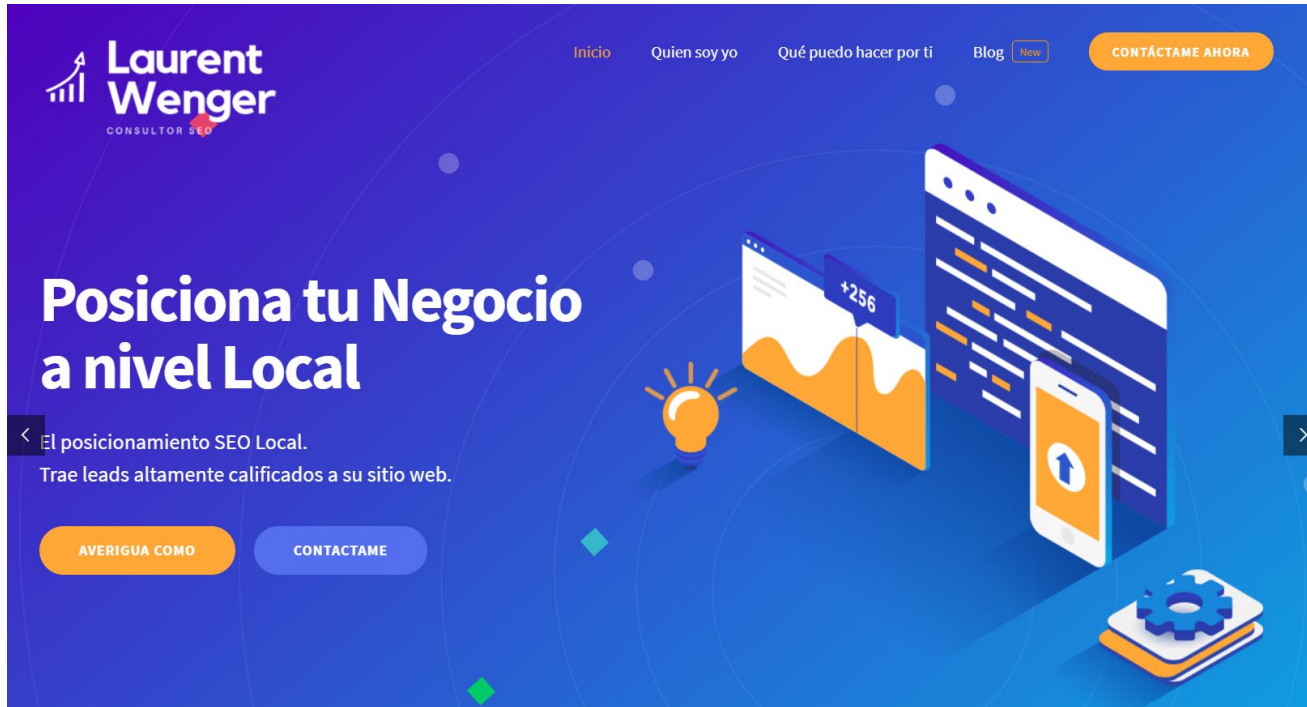 Laurent
Wenger
CONSULTOR SEO
Inicio Quien soy yo Qué puedo hacer por ti Blog New CONTÁCTAME AHORA
+256
Posiciona tu Negocio
a nivel Local
El posicionamiento SEO Local.
Trae leads altamente calificados a su sitio web.
AVERIGUA COMO CONTACTAME